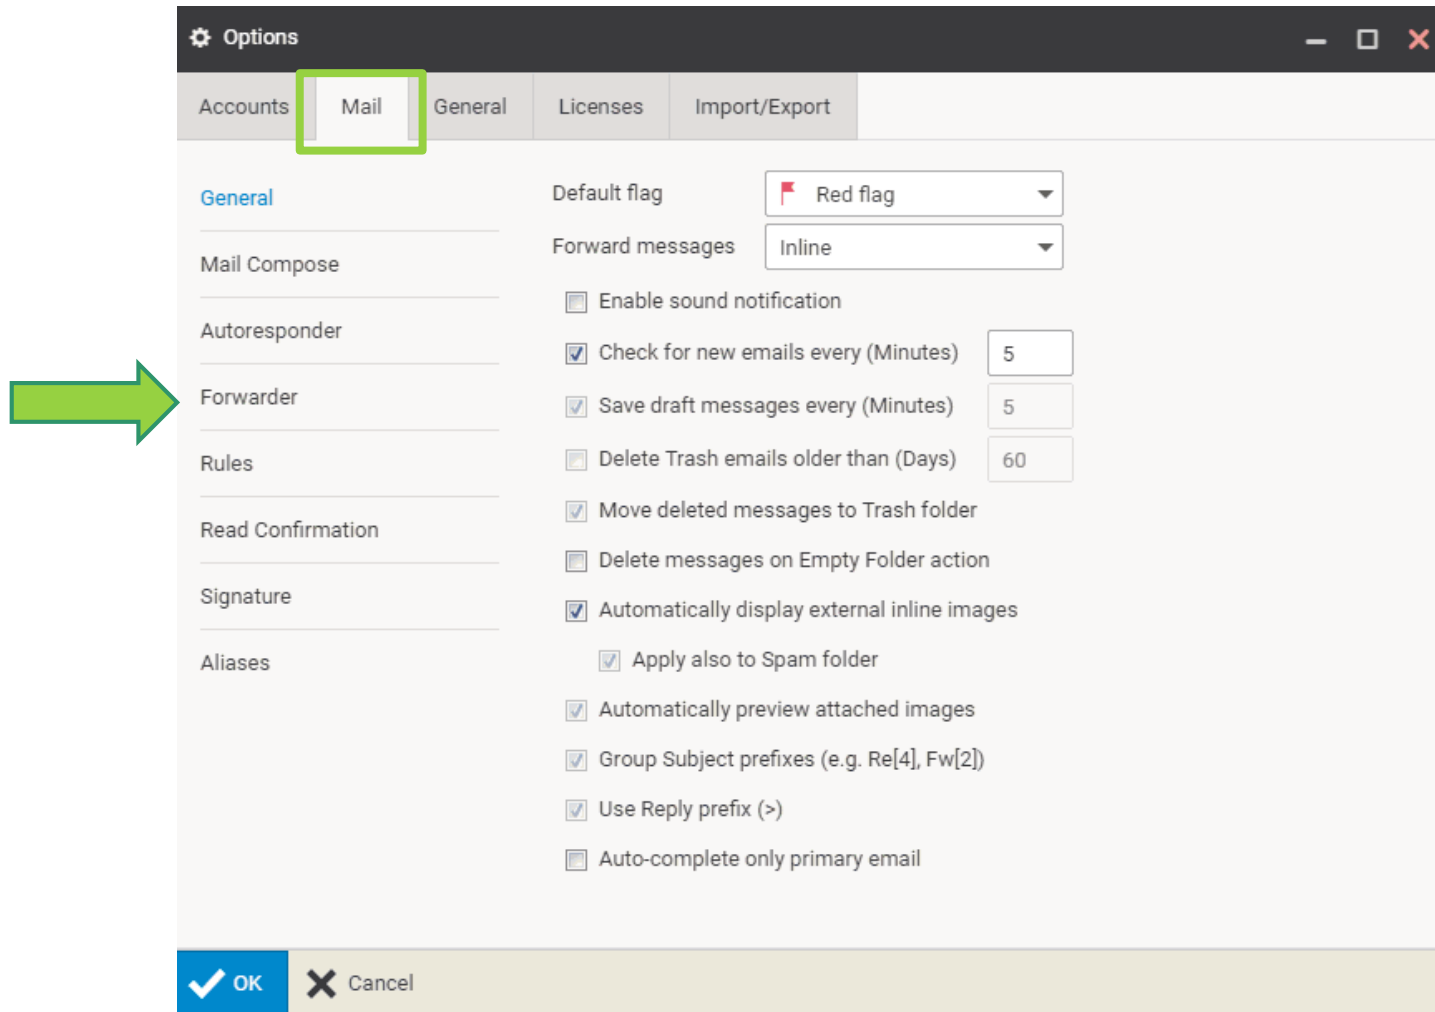 Options
Accounts Mail General Licenses Import/Export
General
Mail Compose
Autoresponder
Forwarder
Rules
Read Confirmation
Signature
Aliases
Default flag Red flag
Forward messages Inline
Enable sound notification
Check for new emails every (Minutes) 5
Save draft messages every (Minutes) 5
Delete Trash emails older than (Days) 60
Move deleted messages to Trash folder
Delete messages on Empty Folder action
Automatically display external inline images
Apply also to Spam folder
Automatically preview attached images
Group Subject prefixes (e.g. Re[4], Fw[2])
Use Reply prefix (>)
Auto-complete only primary email
OK Cancel